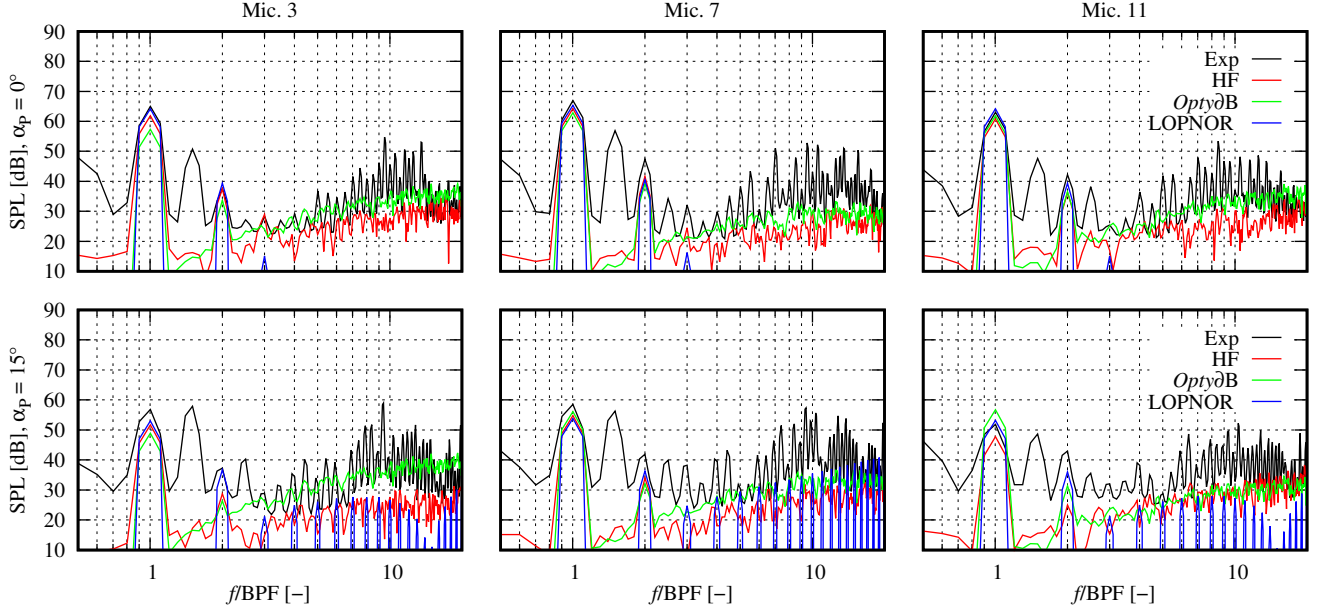 Mic. 3
Mic. 7
Mic. 11
SPL [dB], αP = 0°
90
80
70
60
50
40
30
20
10
Exp
HF
Opty∂B
LOPNOR
SPL [dB], αP = 15°
90
80
70
60
50
40
30
20
10
Exp
HF
Opty∂B
LOPNOR
1
10
1
10
1
10
f/BPF [−]
f/BPF [−]
f/BPF [−]